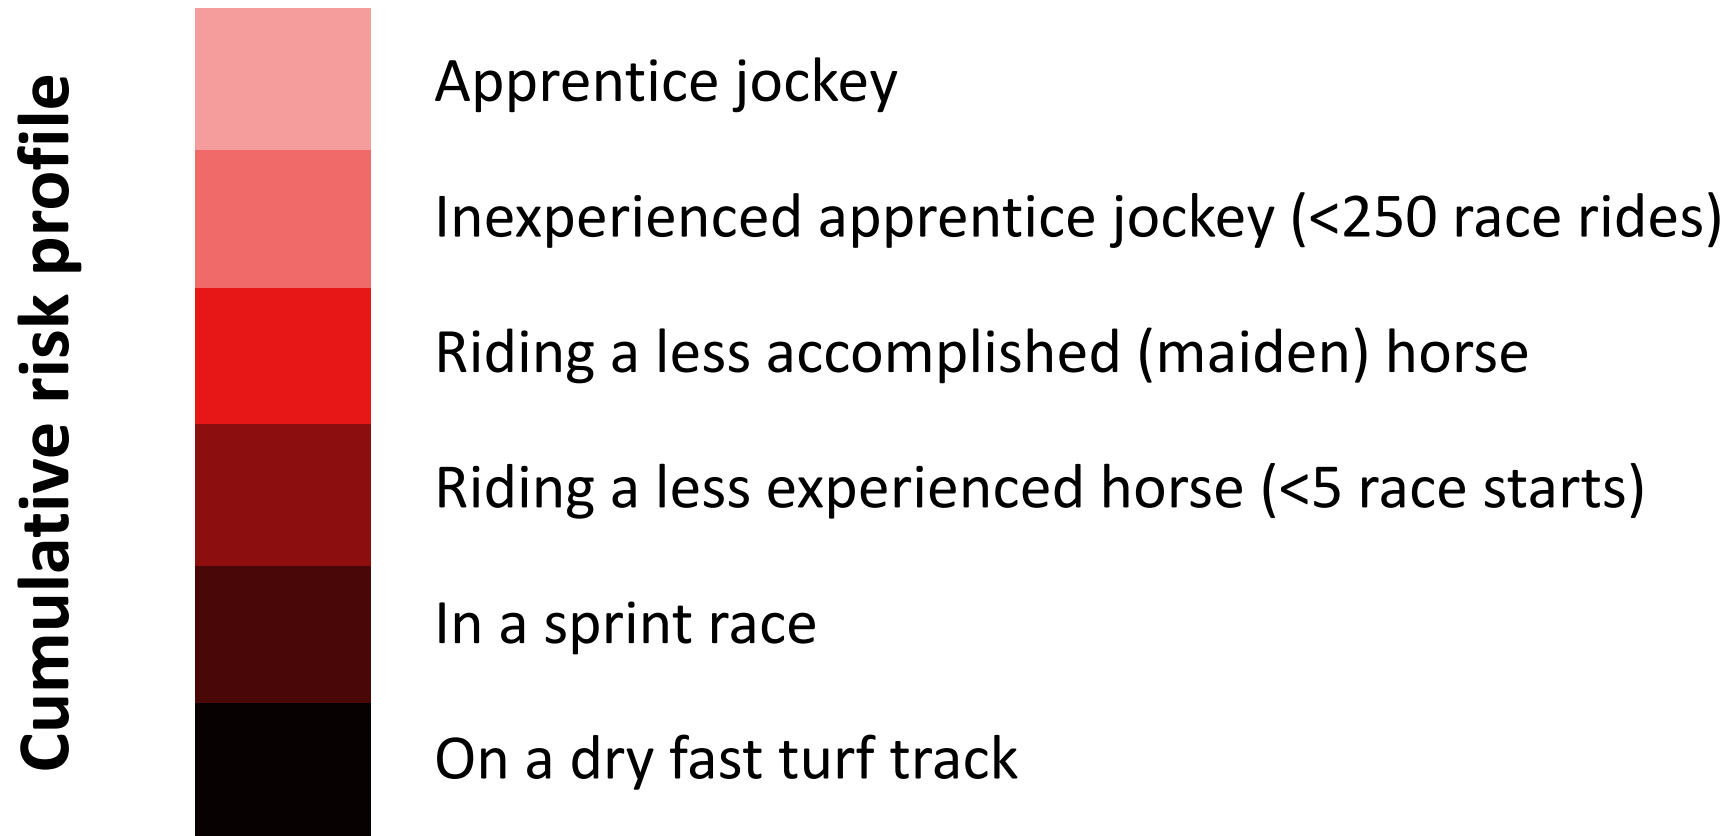 Cumulative risk profile
Apprentice jockey
Inexperienced apprentice jockey (<250 race rides)
Riding a less accomplished (maiden) horse
Riding a less experienced horse (<5 race starts)
In a sprint race
On a dry fast turf track